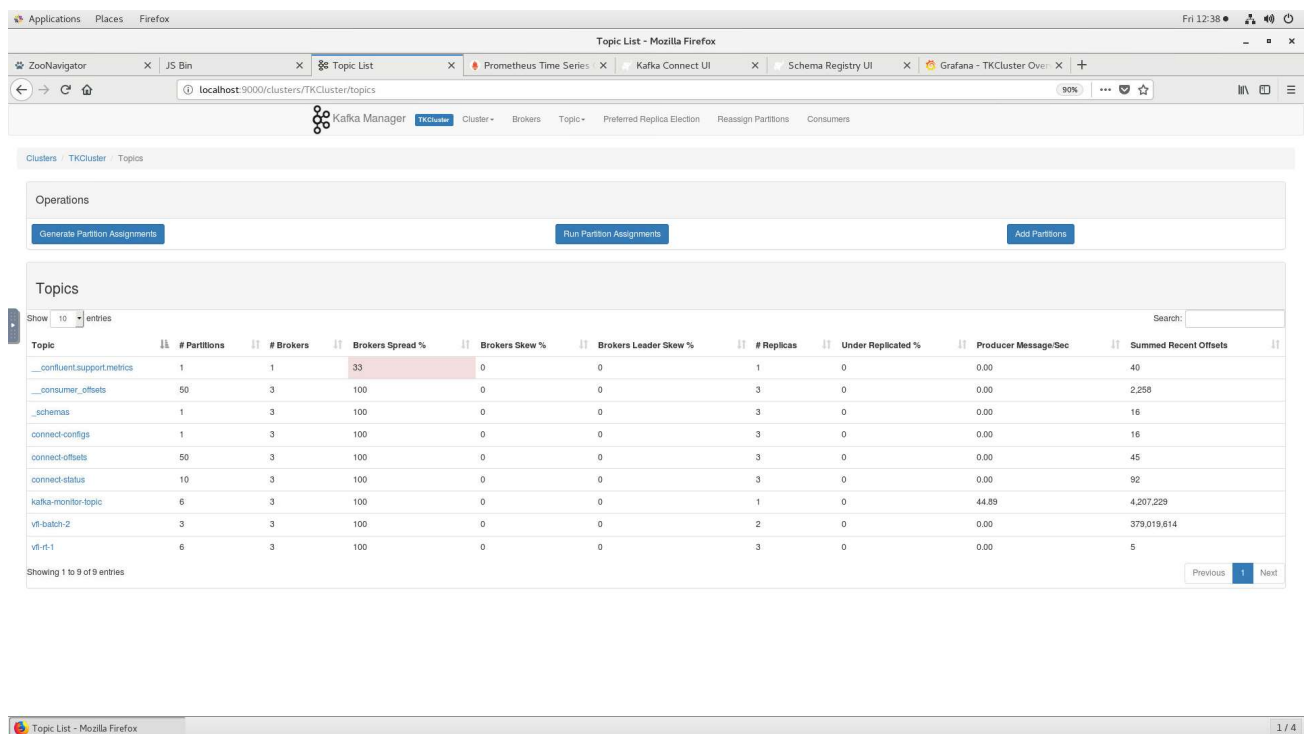 Applications Places Firefox Fri 12:38
Topic List - Mozilla Firefox
ZooNavigator JS Bin Topic List Prometheus Time Series Kafka Connect UI Schema Registry UI Grafana - TKCluster Over
localhost:9000/clusters/TKCluster/topics 90%
Kafka Manager TKCluster Cluster Brokers Topic Preferred Replica Election Reassign Partitions Consumers
Clusters / TKCluster / Topics
Operations
Generate Partition Assignments Run Partition Assignments Add Partitions
Topics
Show 10 entries Search:
Topic # Partitions # Brokers Brokers Spread % Brokers Skew % Brokers Leader Skew % # Replicas Under Replicated % Producer Message/Sec Summed Recent Offsets
__confluent.support.metrics 1 1 33 0 0 1 0 0.00 40
__consumer_offsets 50 3 100 0 0 3 0 0.00 2,258
_schemas 1 3 100 0 0 3 0 0.00 16
connect-configs 1 3 100 0 0 3 0 0.00 16
connect-offsets 50 3 100 0 0 3 0 0.00 45
connect-status 10 3 100 0 0 3 0 0.00 92
kafka-monitor-topic 6 3 100 0 0 1 0 44.89 4,207,229
vfi-batch-2 3 3 100 0 0 2 0 0.00 379,019,614
vfi-rt-1 6 3 100 0 0 3 0 0.00 5
Showing 1 to 9 of 9 entries Previous 1 Next
Topic List - Mozilla Firefox 1 / 4